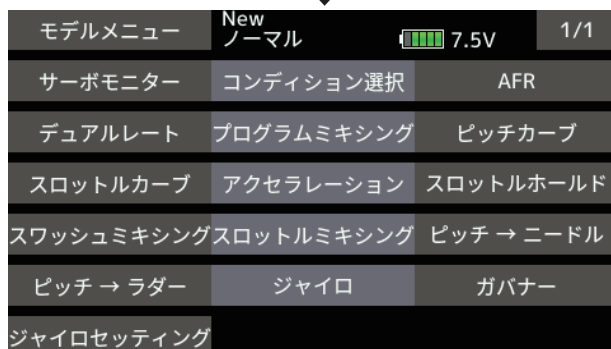 モデルメニュー New ノーマル 7.5V 1/1
サーボモニター コンディション選択 AFR
デュアルレート プログラムミキシング ピッチカーブ
スロットルカーブ アクセラレーション スロットルホールド
スワッシュミキシング スロットルミキシング ピッチ → ニードル
ピッチ → ラダー ジャイロ ガバナー
ジャイロセッティング